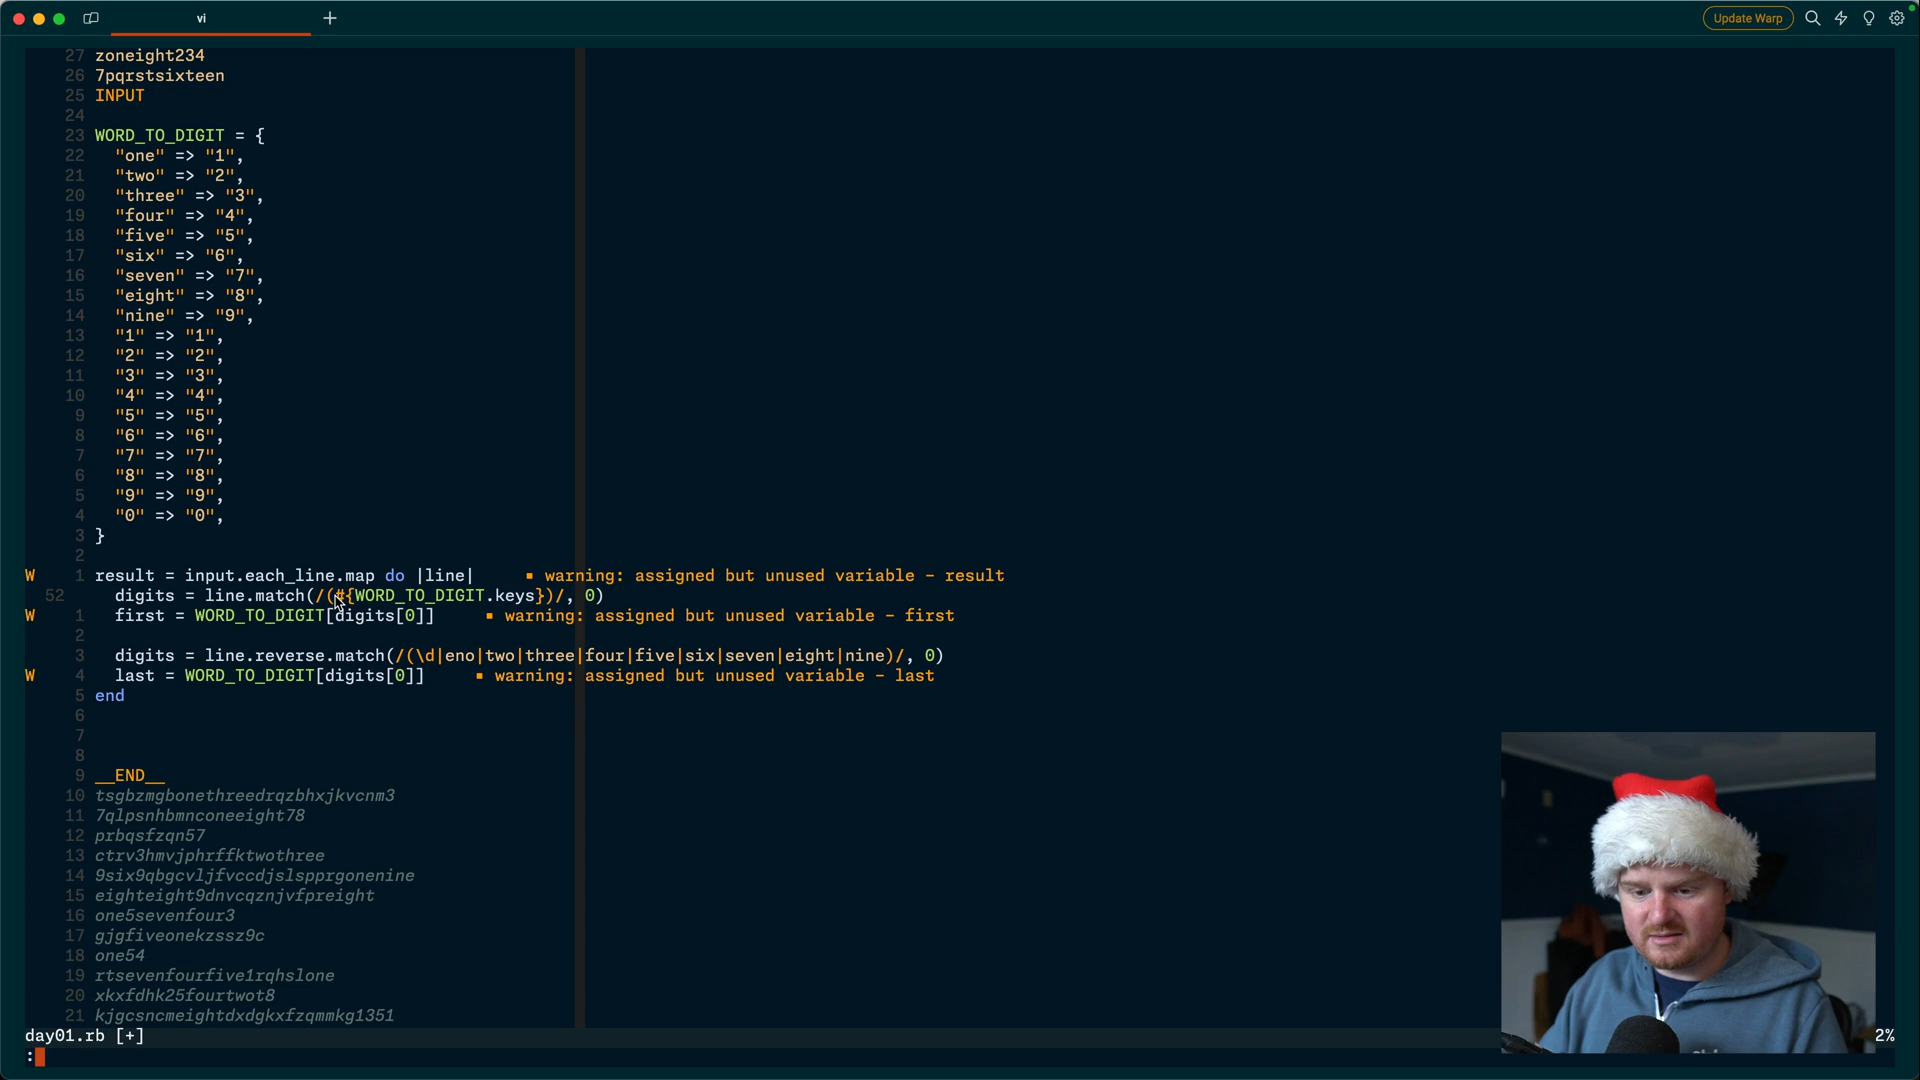 vi
Update Warp
27 zoneight234
26 7pqrstsixteen
25 INPUT
24
23 WORD_TO_DIGIT = {
22 "one" => "1",
21 "two" => "2",
20 "three" => "3",
19 "four" => "4",
18 "five" => "5",
17 "six" => "6",
16 "seven" => "7",
15 "eight" => "8",
14 "nine" => "9",
13 "1" => "1",
12 "2" => "2",
11 "3" => "3",
10 "4" => "4",
9 "5" => "5",
8 "6" => "6",
7 "7" => "7",
6 "8" => "8",
5 "9" => "9",
4 "0" => "0",
3 }
2
W 1 result = input.each_line.map do |line| ▪ warning: assigned but unused variable - result
52 digits = line.match(/(#{WORD_TO_DIGIT.keys})/, 0)
W 1 first = WORD_TO_DIGIT[digits[0]] ▪ warning: assigned but unused variable - first
2
3 digits = line.reverse.match(/(\d|eno|two|three|four|five|six|seven|eight|nine)/, 0)
W 4 last = WORD_TO_DIGIT[digits[0]] ▪ warning: assigned but unused variable - last
5 end
6
7
8
9 __END__
10 tsgbzmgbonethreedrqzbhxjkvcnm3
11 7qlpsnhbmnconeeight78
12 prbqsfzqn57
13 ctrv3hmvjphrffktwothree
14 9six9qbgcvljfvccdjslspprgonenine
15 eighteight9dnvcqznjvfpreight
16 one5sevenfour3
17 gjgfiveonekzssz9c
18 one54
19 rtsevenfourfive1rqhslone
20 xkxfdhk25fourtwot8
21 kjgcsncmeightdxdgkxfzqmmkg1351
day01.rb [+] 2%
: